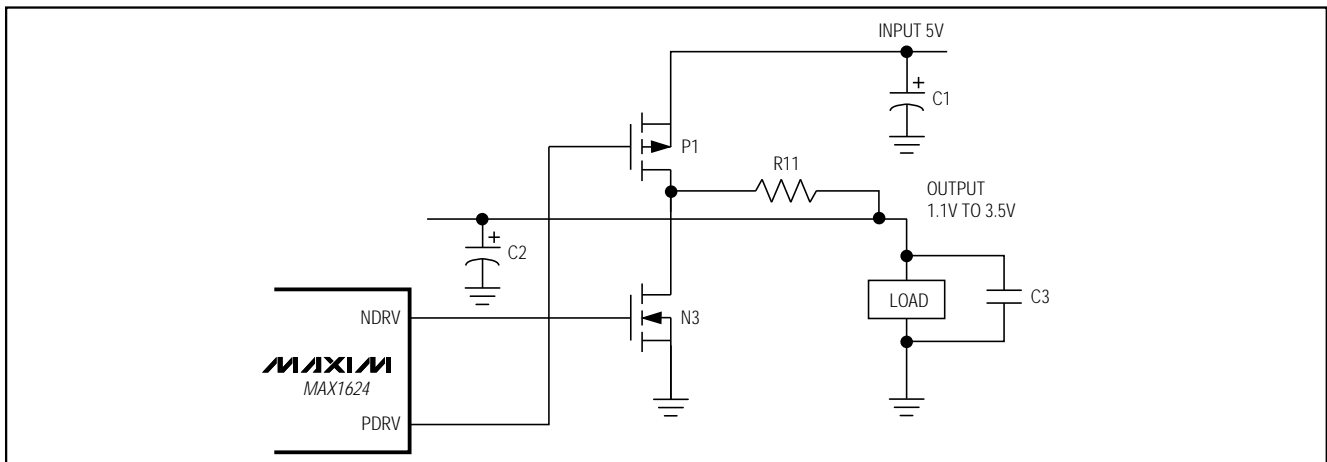 INPUT 5V
+
C1
P1
R11
OUTPUT
1.1V TO 3.5V
+
C2
LOAD
C3
NDRV
N3
MAXIM
MAX1624
PDRV